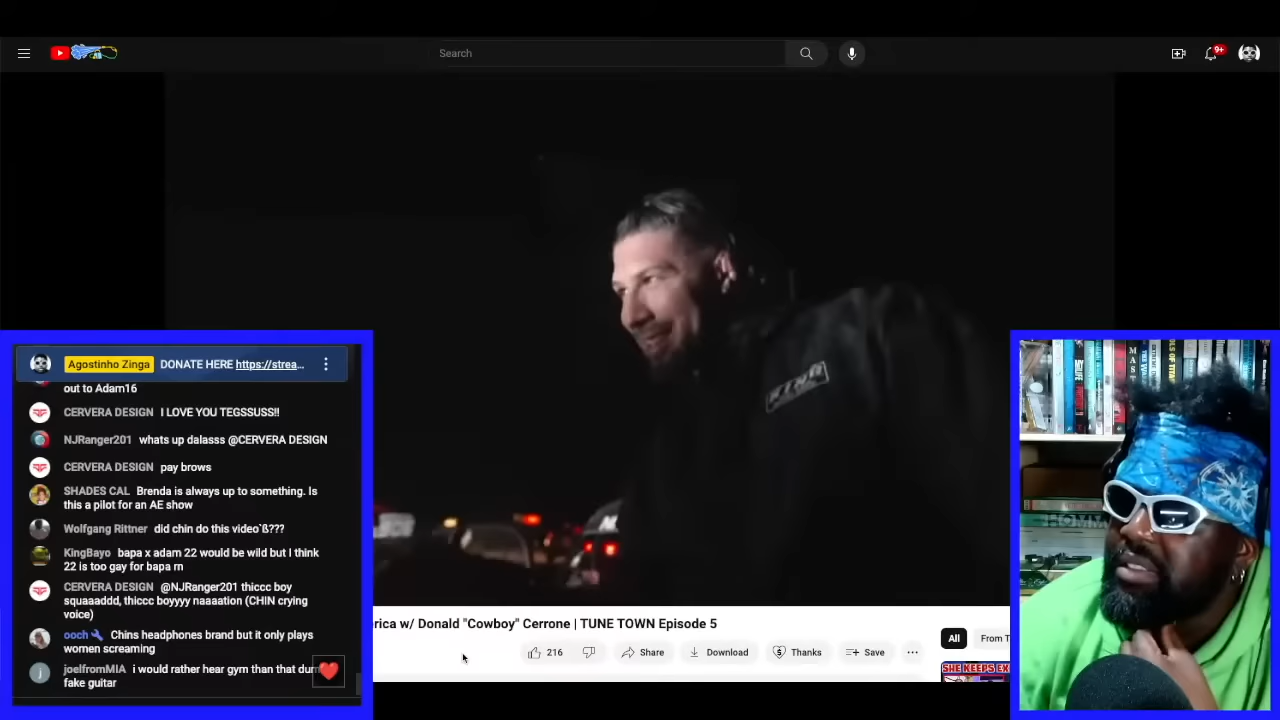 Search
9+
Agostinho Zinga DONATE HERE https://strea...
out to Adam16
CERVERA DESIGN I LOVE YOU TEGSSUSS!!
NJRanger201 whats up dalasss @CERVERA DESIGN
CERVERA DESIGN pay brows
SHADES CAL Brenda is always up to something. Is
this a pilot for an AE show
Wolfgang Rittner did chin do this video`ß???
KingBayo bapa x adam 22 would be wild but I think
22 is too gay for bapa rn
CERVERA DESIGN @NJRanger201 thiccc boy
squaaaddd, thiccc boyyyy naaaation (CHIN crying
voice)
ooch Chins headphones brand but it only plays
women screaming
joelfromMIA i would rather hear gym than that dum
fake guitar
rica w/ Donald "Cowboy" Cerrone | TUNE TOWN Episode 5
216
Share
Download
Thanks
Save
All
From T
SHE KEEPS EX
HOMM